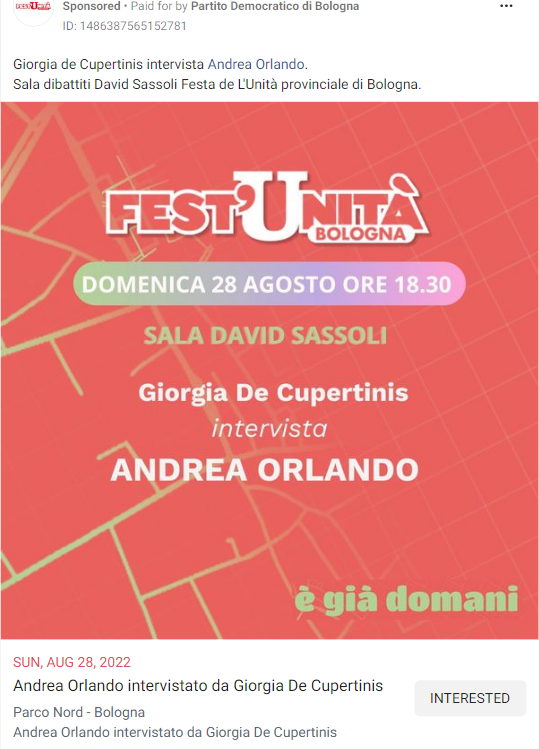 FEST'UNITÀ
Sponsored • Paid for by Partito Democratico di Bologna
ID: 1486387565152781
Giorgia de Cupertinis intervista Andrea Orlando.
Sala dibattiti David Sassoli Festa de L'Unità provinciale di Bologna.
FEST'UNITÀ
BOLOGNA
DOMENICA 28 AGOSTO ORE 18.30
SALA DAVID SASSOLI
Giorgia De Cupertinis
intervista
ANDREA ORLANDO
è già domani
SUN, AUG 28, 2022
Andrea Orlando intervistato da Giorgia De Cupertinis
INTERESTED
Parco Nord - Bologna
Andrea Orlando intervistato da Giorgia De Cupertinis